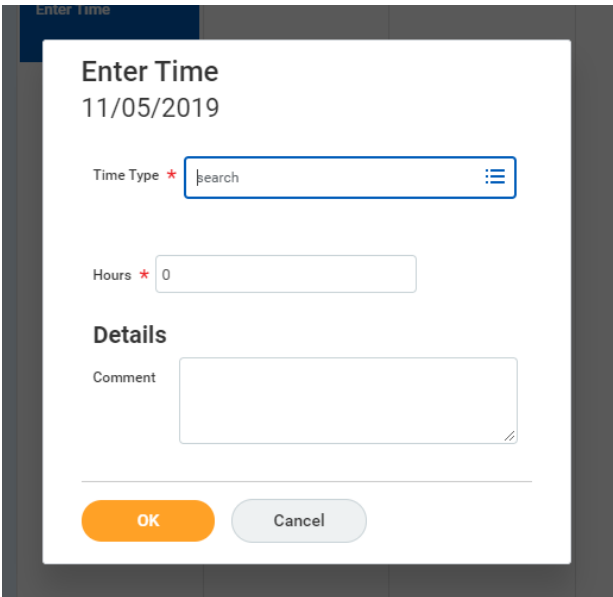 Enter Time
Enter Time
11/05/2019
Time Type * search
Hours * 0
Details
Comment
OK Cancel